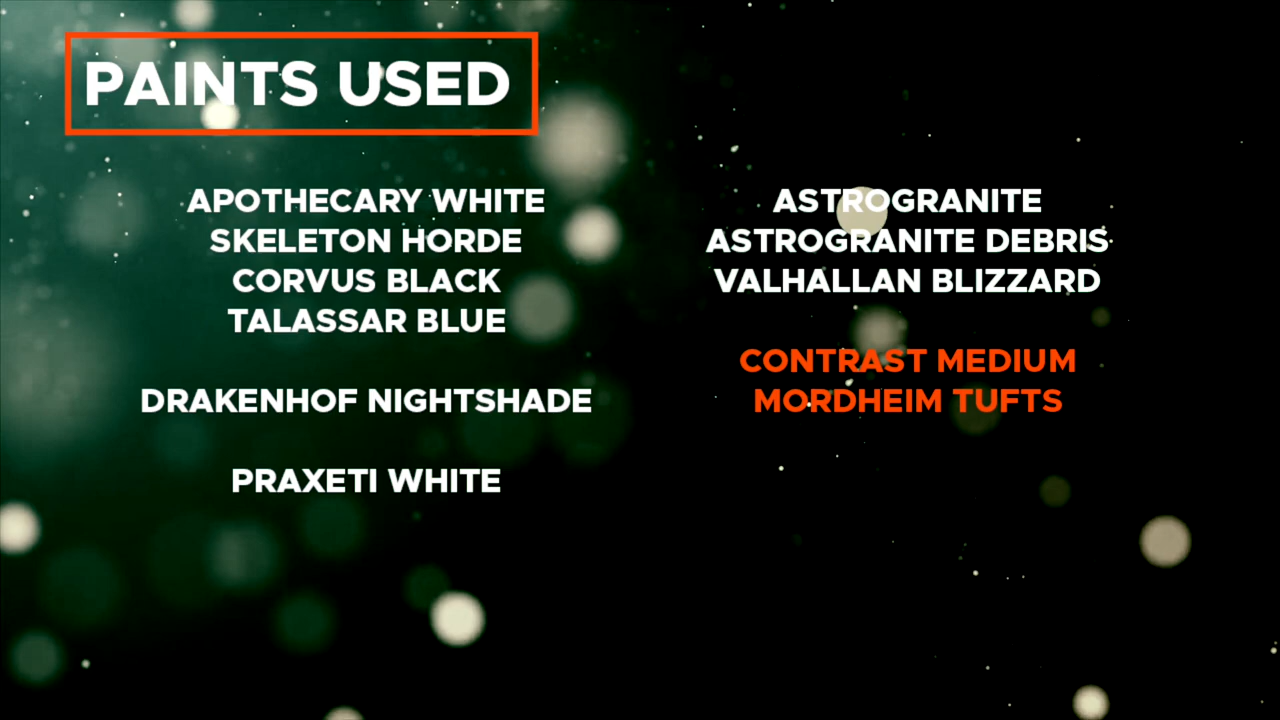 PAINTS USED
APOTHECARY WHITE
SKELETON HORDE
CORVUS BLACK
TALASSAR BLUE
DRAKENHOF NIGHTSHADE
PRAXETI WHITE
ASTROGRANITE
ASTROGRANITE DEBRIS
VALHALLAN BLIZZARD
CONTRAST MEDIUM
MORDHEIM TUFTS